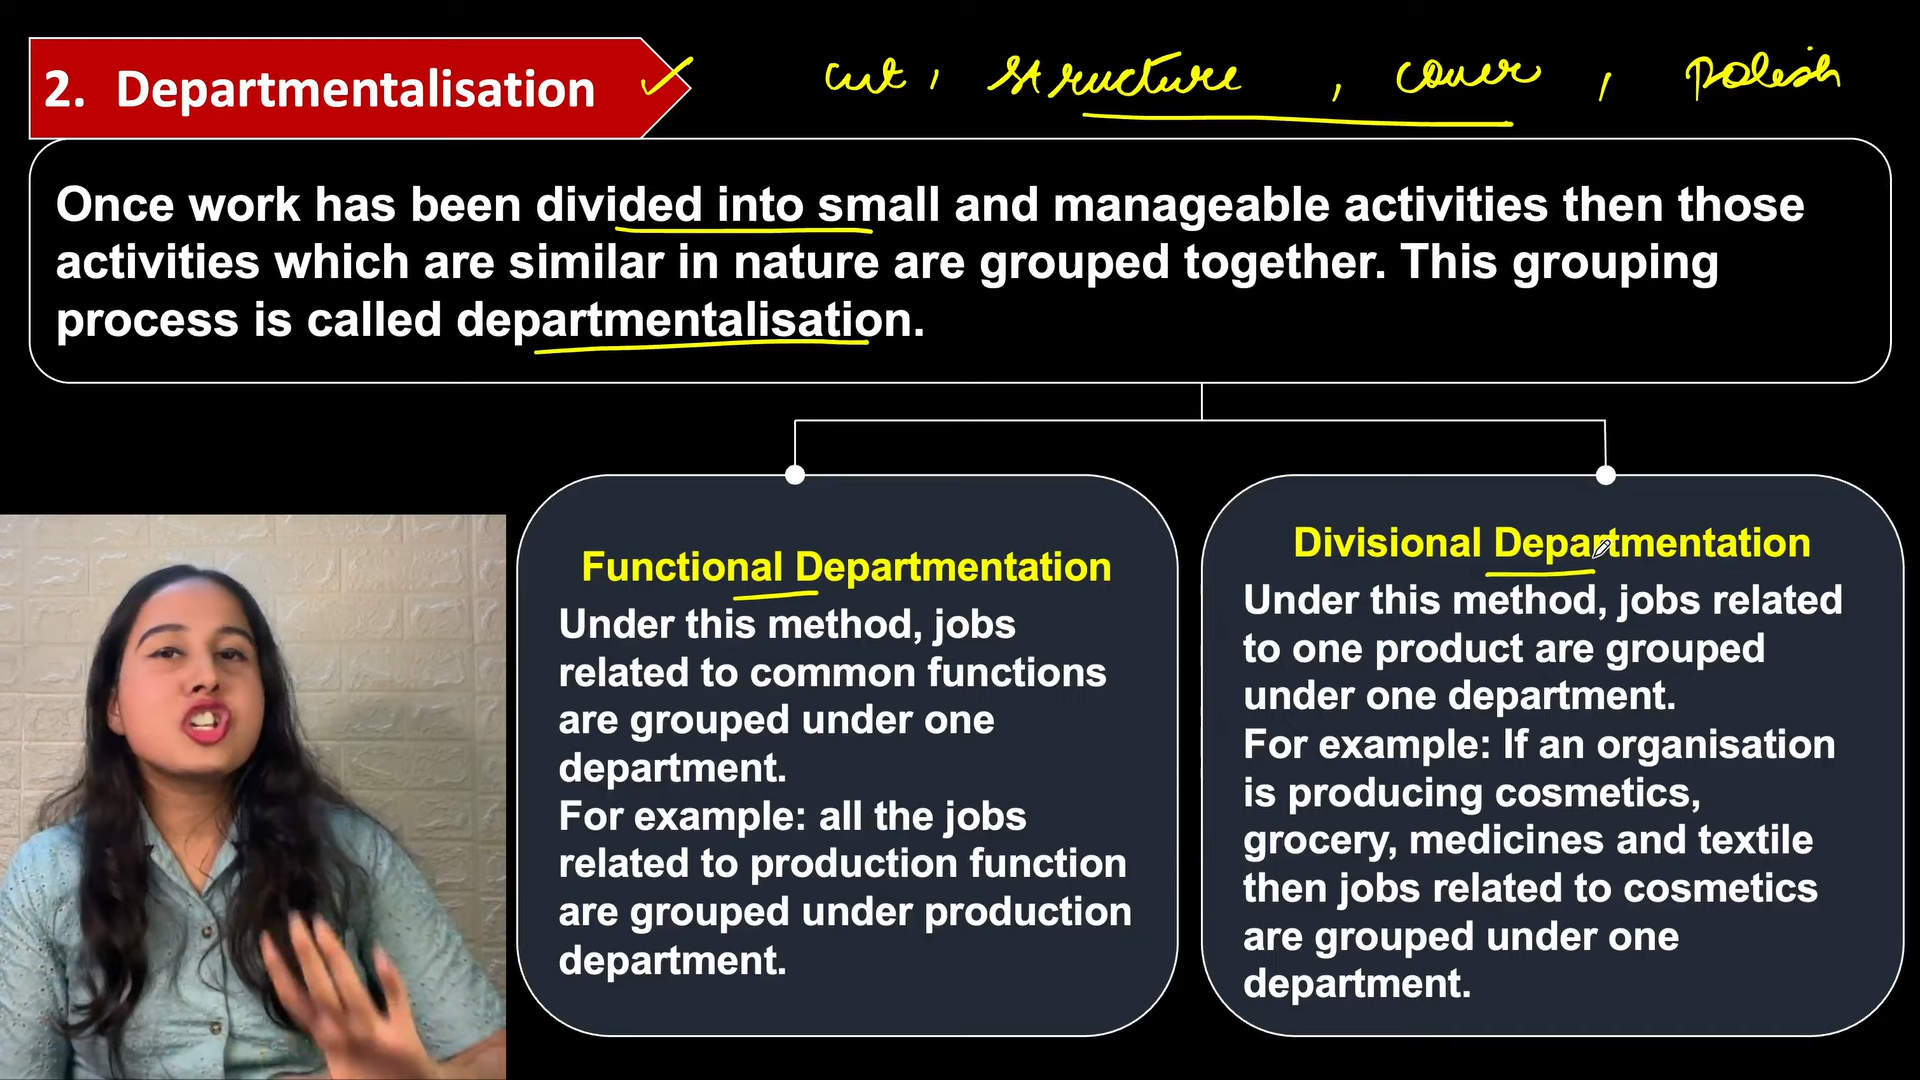 2. Departmentalisation
cut, structure, cover, polish
Once work has been divided into small and manageable activities then those
activities which are similar in nature are grouped together. This grouping
process is called departmentalisation.
Functional Departmentation
Under this method, jobs
related to common functions
are grouped under one
department.
For example: all the jobs
related to production function
are grouped under production
department.
Divisional Departmentation
Under this method, jobs related
to one product are grouped
under one department.
For example: If an organisation
is producing cosmetics,
grocery, medicines and textile
then jobs related to cosmetics
are grouped under one
department.